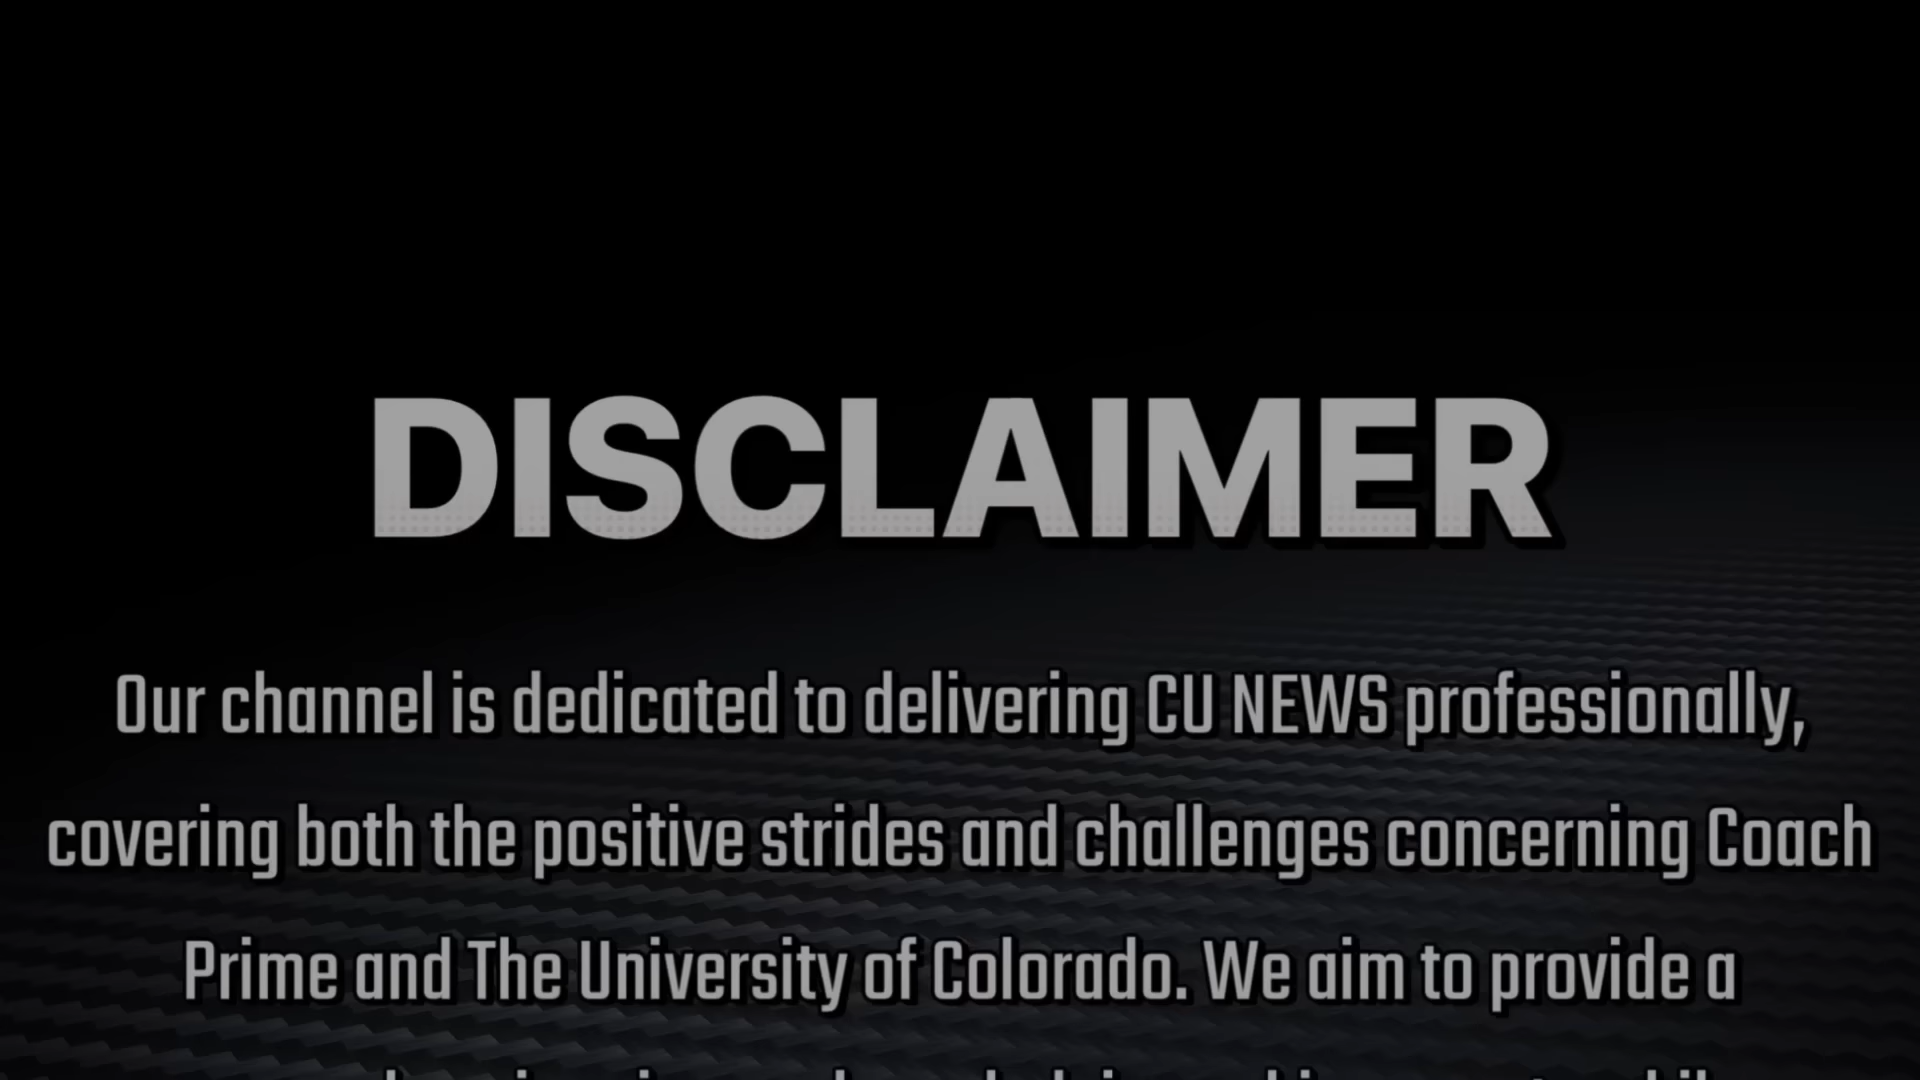 DISCLAIMER
Our channel is dedicated to delivering CU NEWS professionally,
covering both the positive strides and challenges concerning Coach
Prime and The University of Colorado. We aim to provide a